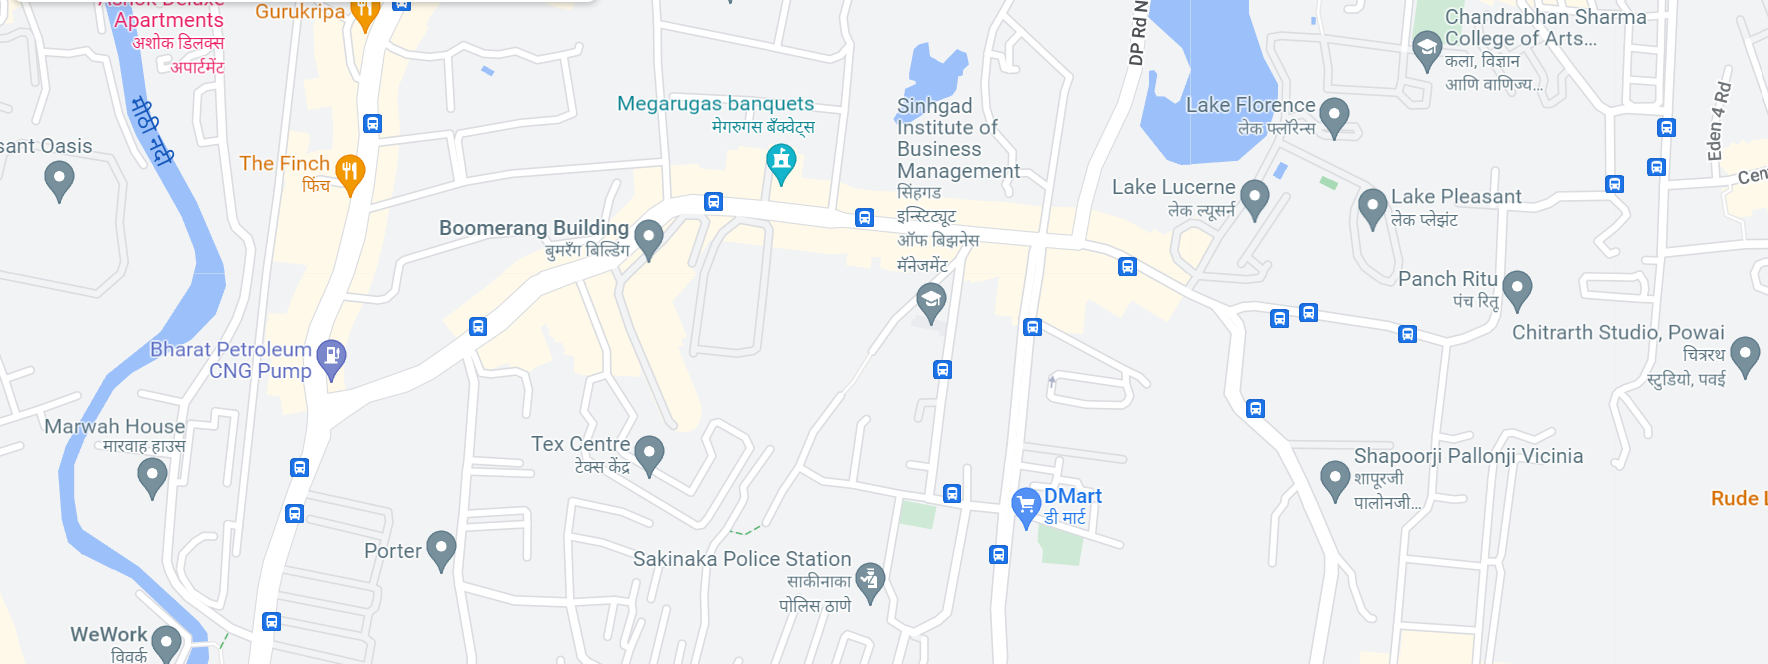 Apartments
अशोक डिलक्स
अपार्टमेंट
Gurukripa
मीठी नदी
sant Oasis
The Finch
फिंच
Megarugas banquets
मेगरुगस बँक्वेट्स
Sinhgad
Institute of
Business
Management
सिंहगड
इन्स्टिट्यूट
ऑफ बिझनेस
मॅनेजमेंट
DP Rd N
Chandrabhan Sharma
College of Arts...
कला, विज्ञान
आणि वाणिज्य...
Lake Florence
लेक फ्लॉरेन्स
Eden 4 Rd
Cen
Lake Lucerne
लेक ल्यूसर्न
Lake Pleasant
लेक प्लेझंट
Boomerang Building
बुमरँग बिल्डिंग
Panch Ritu
पंच रितू
Chitrarth Studio, Powai
चित्ररथ
स्टुडियो, पवई
Bharat Petroleum
CNG Pump
Marwah House
मारवाह हाउस
Tex Centre
टेक्स केंद्र
Shapoorji Pallonji Vicinia
शापूरजी
पालोनजी...
DMart
डी मार्ट
Rude L
Porter
Sakinaka Police Station
साकीनाका
पोलिस ठाणे
WeWork
विवर्क